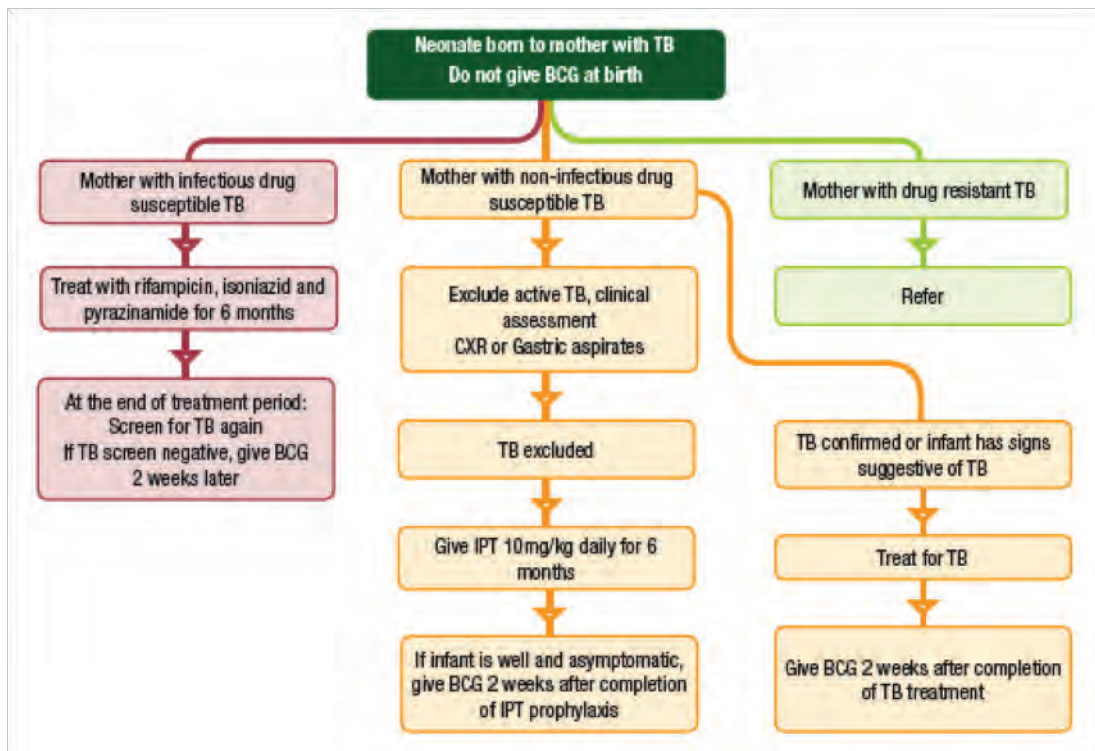 Neonate born to mother with TB
Do not give BCG at birth
Mother with infectious drug
susceptible TB
Treat with rifampicin, isoniazid and
pyrazinamide for 6 months
At the end of treatment period:
Screen for TB again
If TB screen negative, give BCG
2 weeks later
Mother with non-infectious drug
susceptible TB
Exclude active TB, clinical
assessment
CXR or Gastric aspirates
TB excluded
Give IPT 10mg/kg daily for 6
months
If infant is well and asymptomatic,
give BCG 2 weeks after completion
of IPT prophylaxis
TB confirmed or infant has signs
suggestive of TB
Treat for TB
Give BCG 2 weeks after completion
of TB treatment
Mother with drug resistant TB
Refer